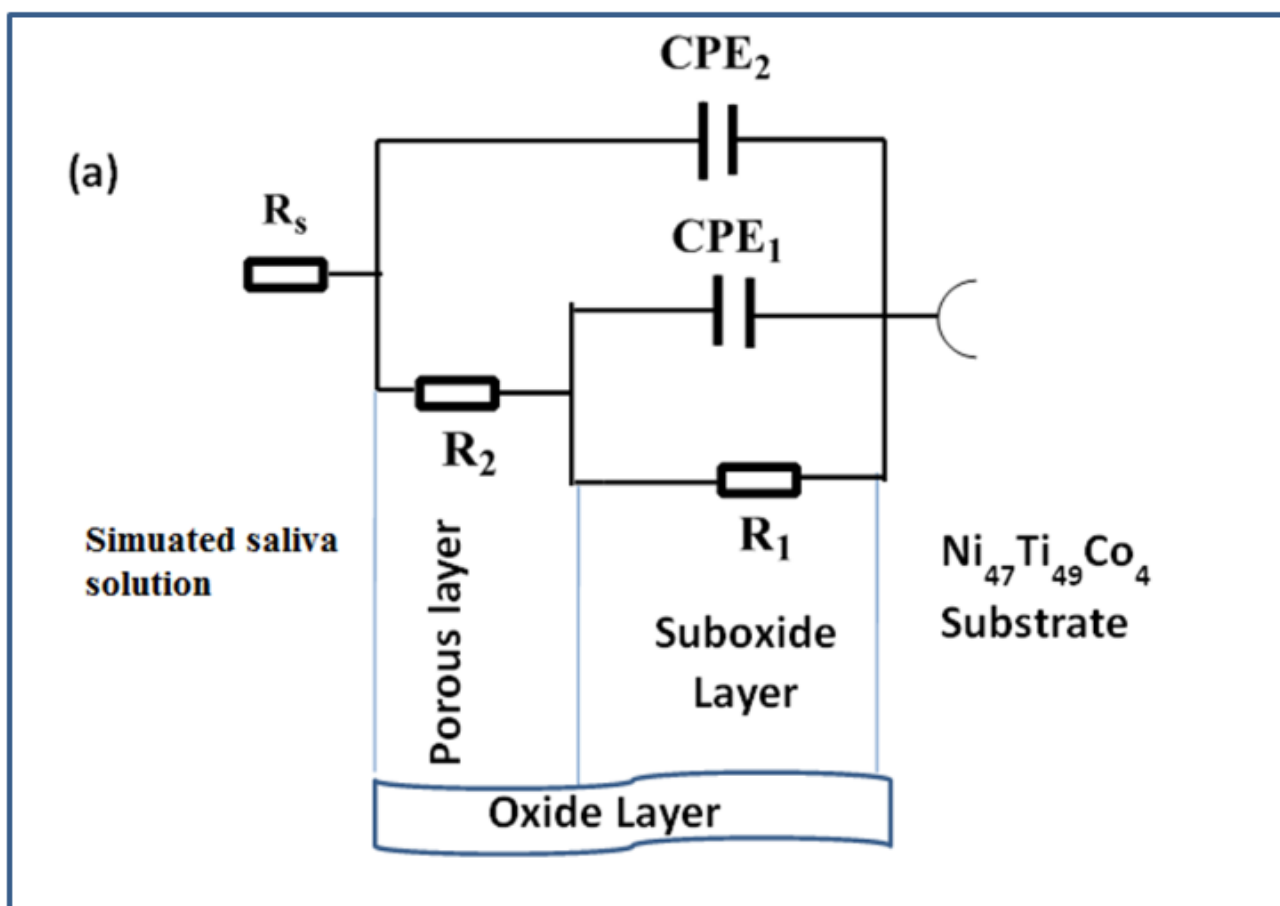 CPE₂
(a)
Rₛ
CPE₁
R₂
R₁
Simuated saliva
solution
Porous layer
Suboxide
Layer
Ni₄₇Ti₄₉Co₄
Substrate
Oxide Layer